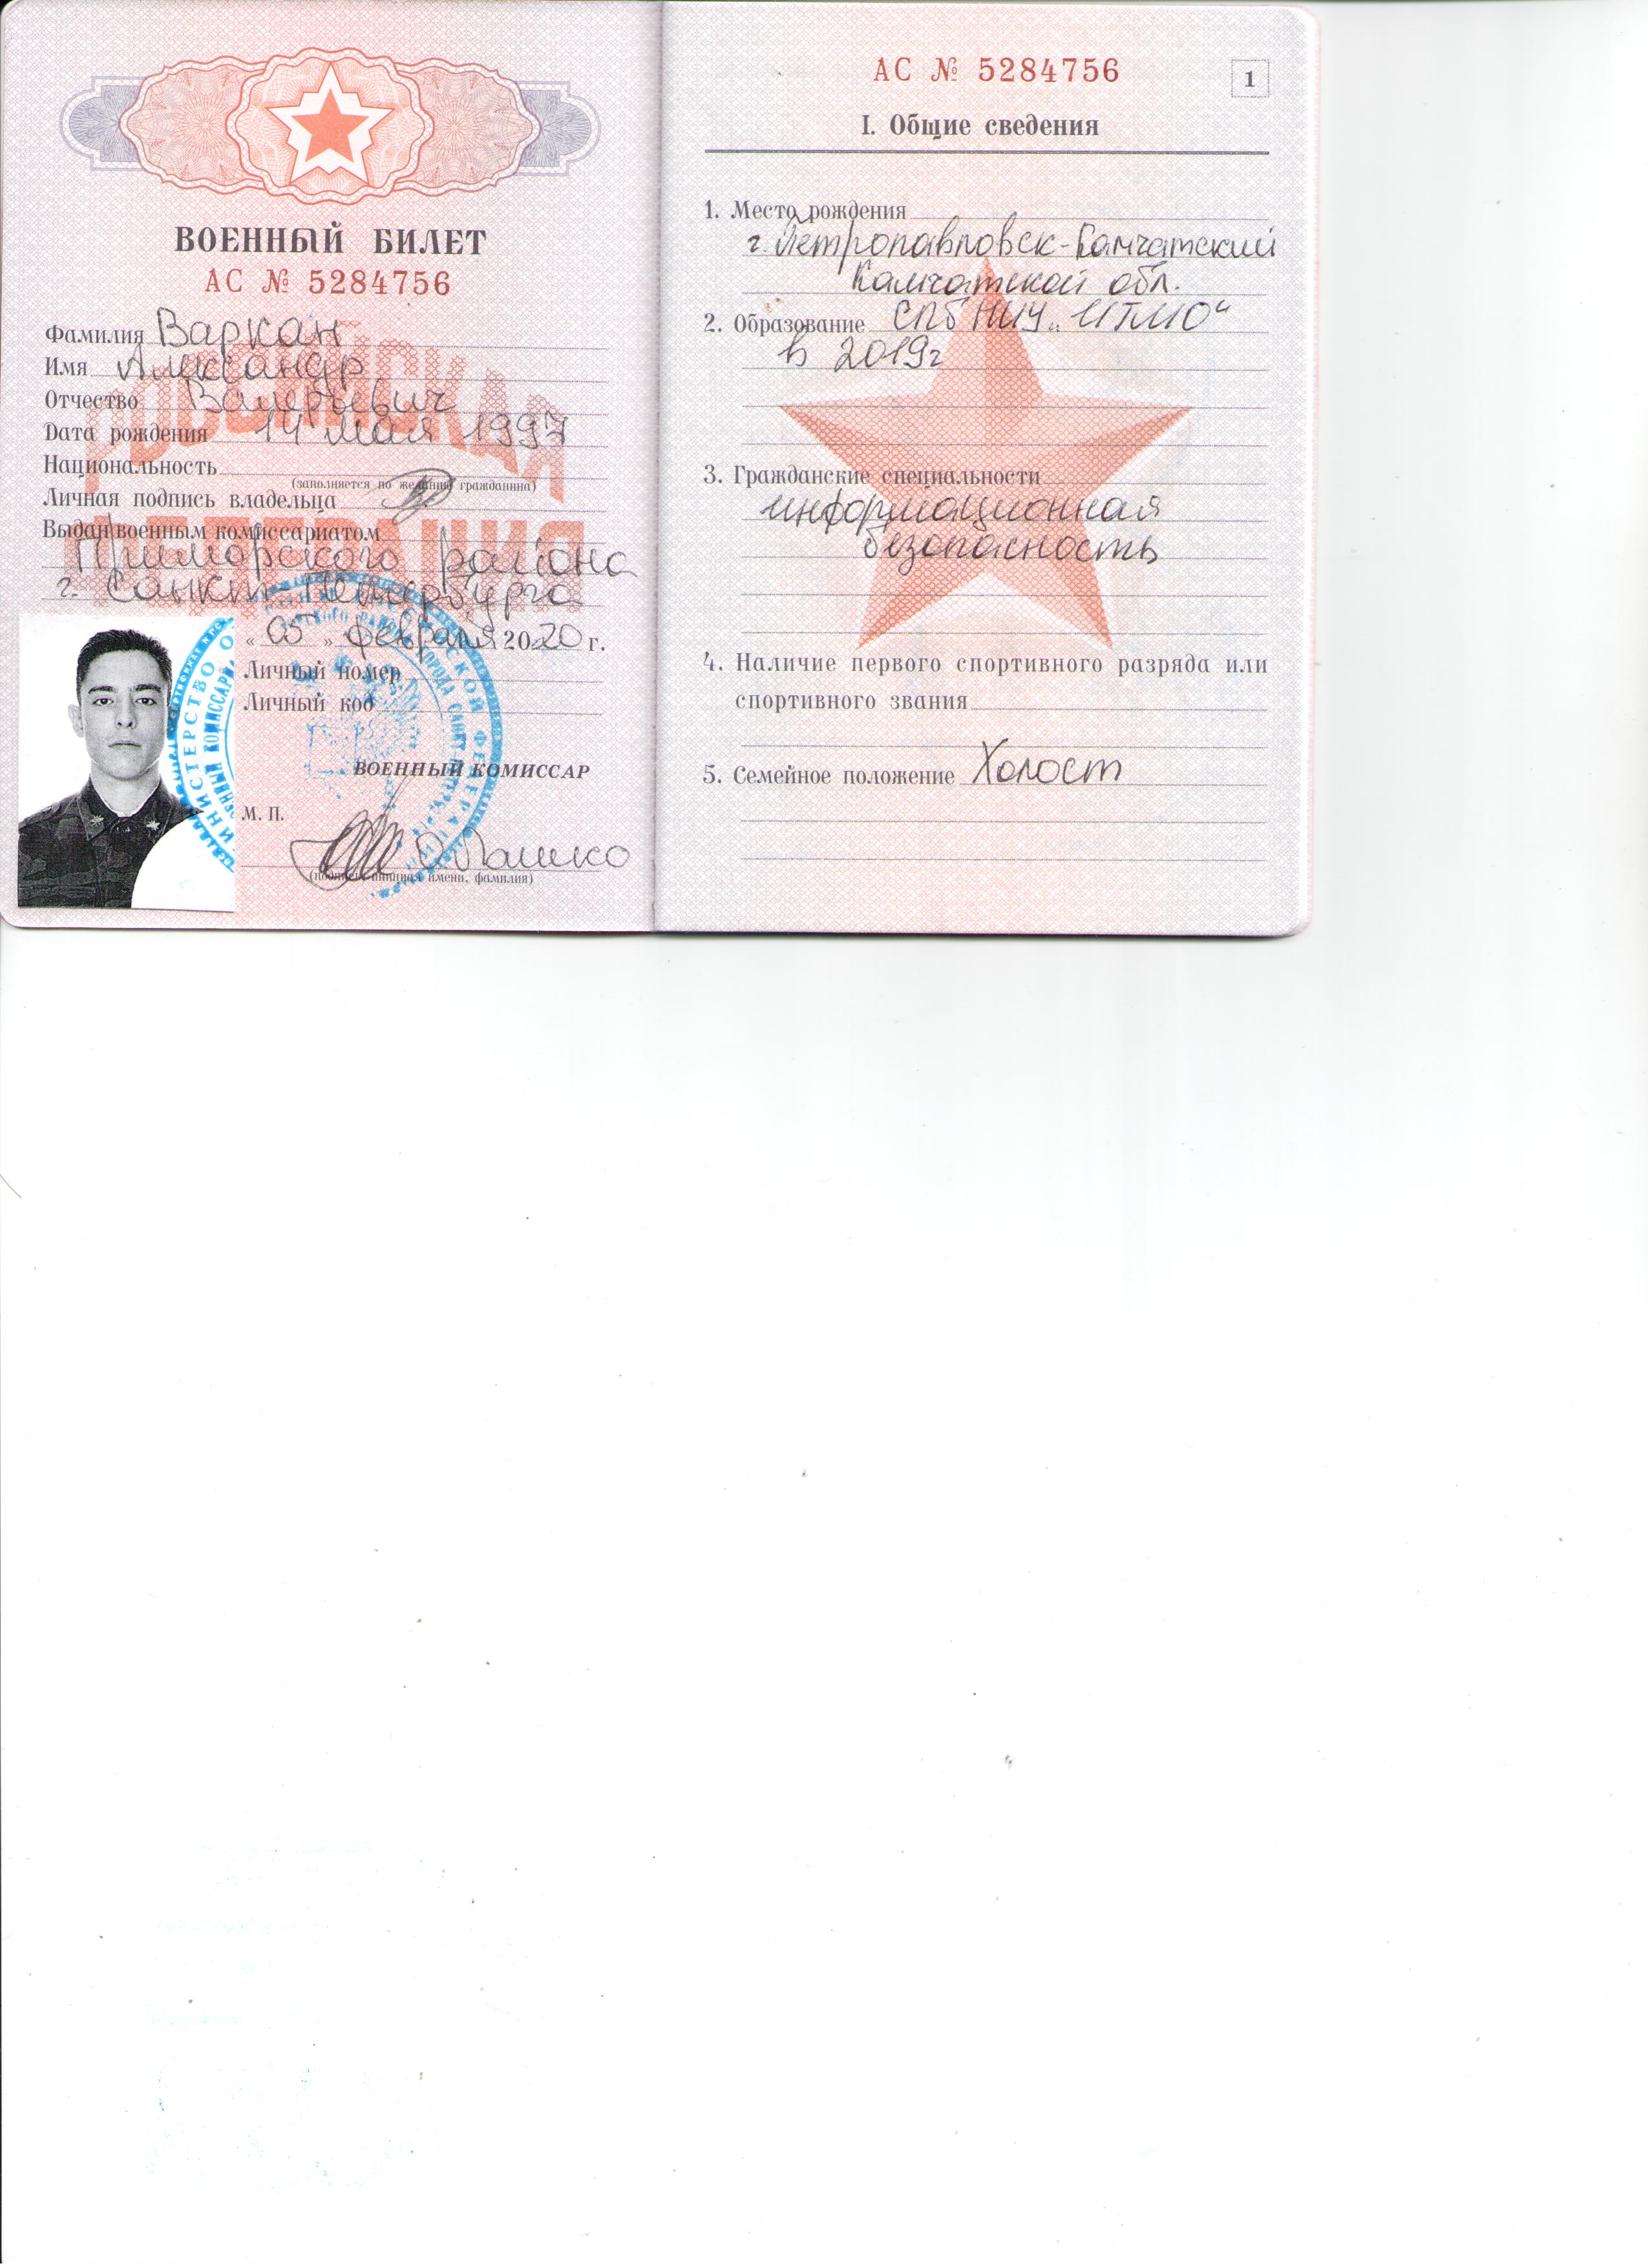 ВОЕННЫЙ БИЛЕТ
АС № 5284756
Фамилия Варкан
Имя Александр
Отчество Валерьевич
Дата рождения 14 мая 1997
Национальность
(заполняется по желанию гражданина)
Личная подпись владельца
Выдан военным комиссариатом
Приморского района
г. Санкт-Петербурга
« 05 » февраля 2020 г.
Личный номер
Личный код
ВОЕННЫЙ КОМИССАР
М. П.
О Пашко
(подпись, инициал имени, фамилия)
АС № 5284756
1
I. Общие сведения
1. Место рождения
г. Петропавловск-Камчатский
Камчатской обл.
2. Образование СПб НИУ „ИТМО“
в 2019г
3. Гражданские специальности
информационная
безопасность
4. Наличие первого спортивного разряда или
спортивного звания
5. Семейное положение Холост